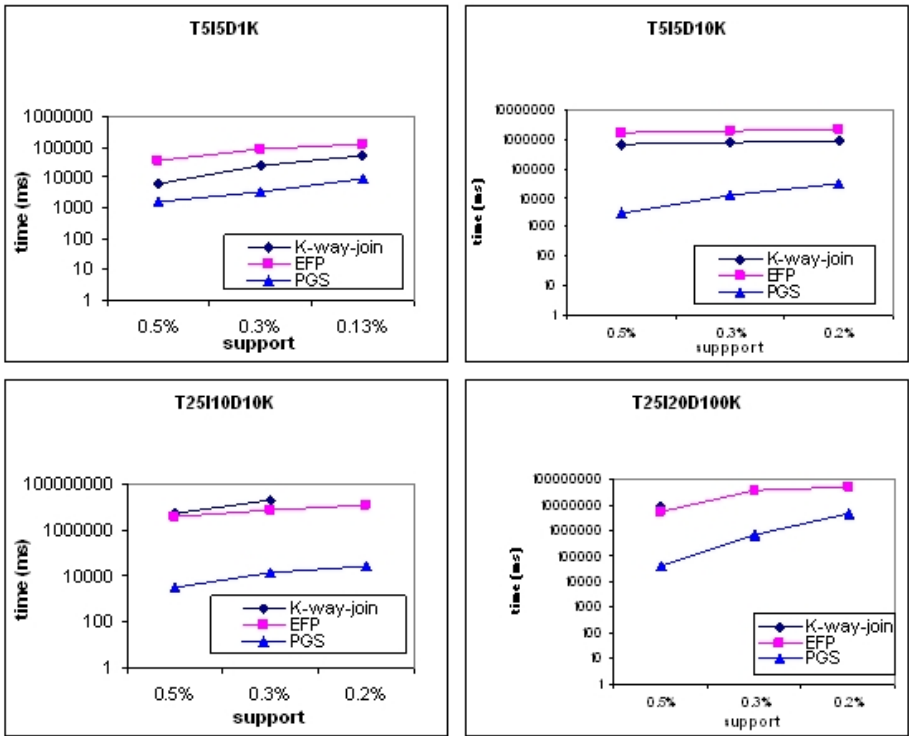 T5I5D1K
1000000
100000
10000
1000
100
10
1
time (ms)
K-way-join
EFP
PGS
0.5%
0.3%
0.13%
support
T5I5D10K
10000000
1000000
100000
10000
1000
100
10
1
time (ms)
K-way-join
EFP
PGS
0.5%
0.3%
0.2%
suppport
T25I10D10K
100000000
1000000
10000
100
1
time (ms)
K-way-join
EFP
PGS
0.5%
0.3%
0.2%
support
T25I20D100K
100000000
10000000
1000000
100000
10000
1000
100
10
1
time (ms)
K-way-join
EFP
PGS
0.5%
0.3%
0.2%
support